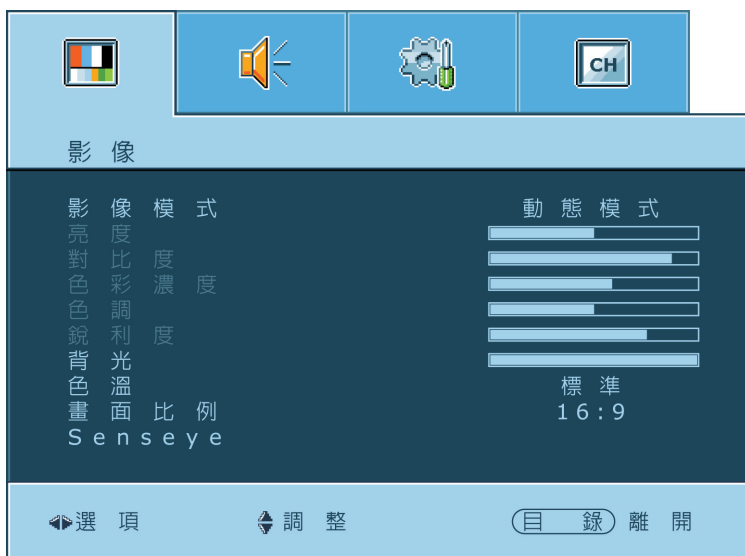 CH
影像
影像模式 動態模式
亮度
對比度
色彩濃度
色調
銳利度
背光
色溫 標準
畫面比例 16:9
Senseye
選項 調整 目錄 離開